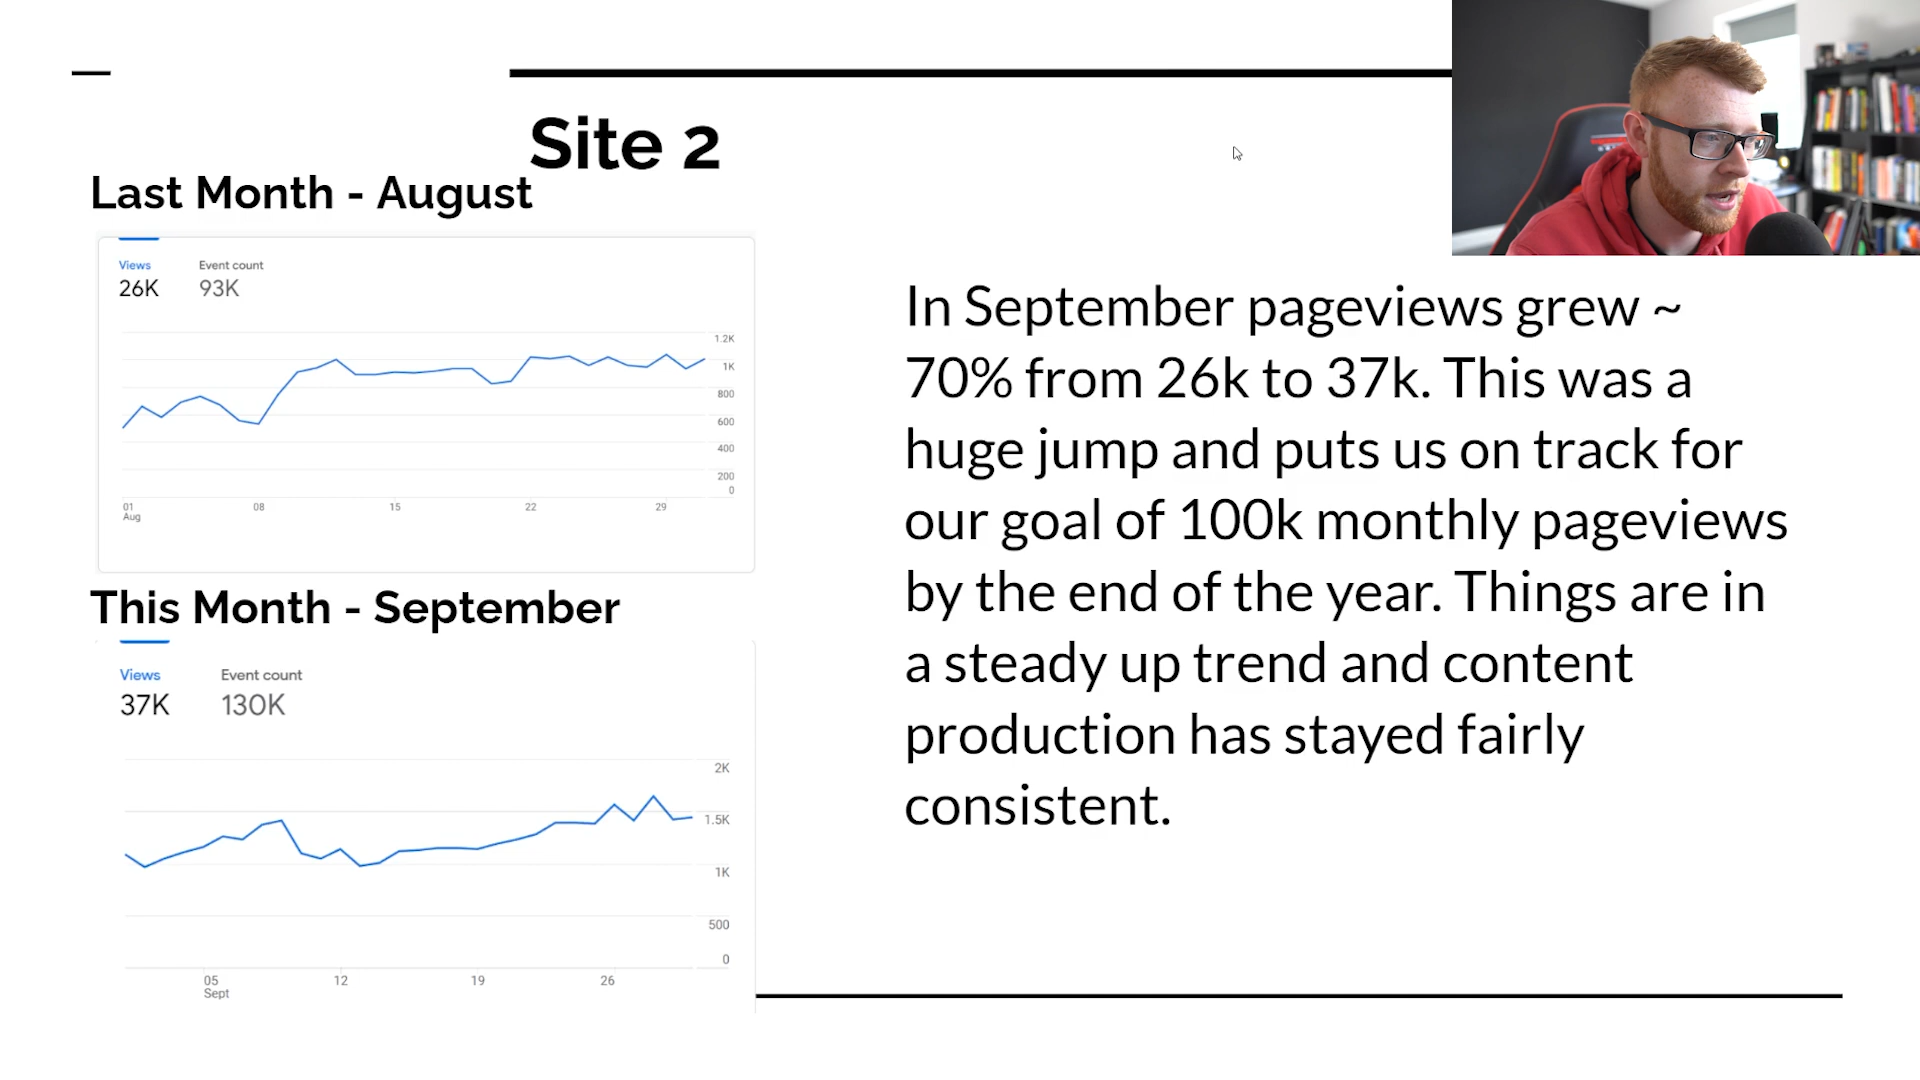 Site 2
Last Month - August
Views
Event count
26K
93K
1.2K
1K
800
600
400
200
0
01
Aug
08
15
22
29
This Month - September
Views
Event count
37K
130K
2K
1.5K
1K
500
0
05
Sept
12
19
26
In September pageviews grew ~
70% from 26k to 37k. This was a
huge jump and puts us on track for
our goal of 100k monthly pageviews
by the end of the year. Things are in
a steady up trend and content
production has stayed fairly
consistent.